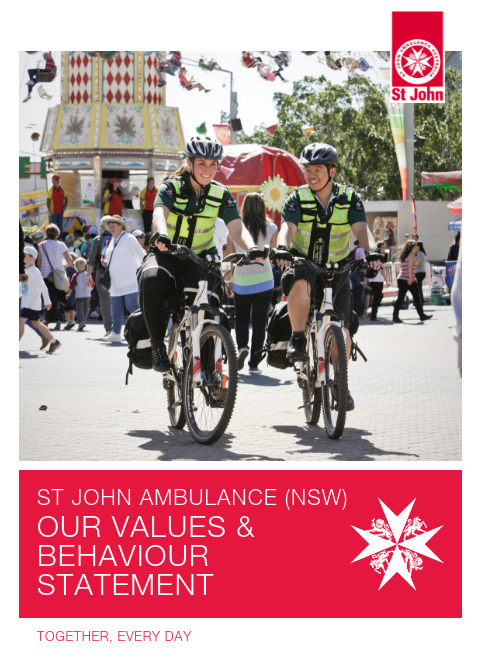 St John
ST JOHN AMBULANCE (NSW)
OUR VALUES &
BEHAVIOUR
STATEMENT
TOGETHER, EVERY DAY